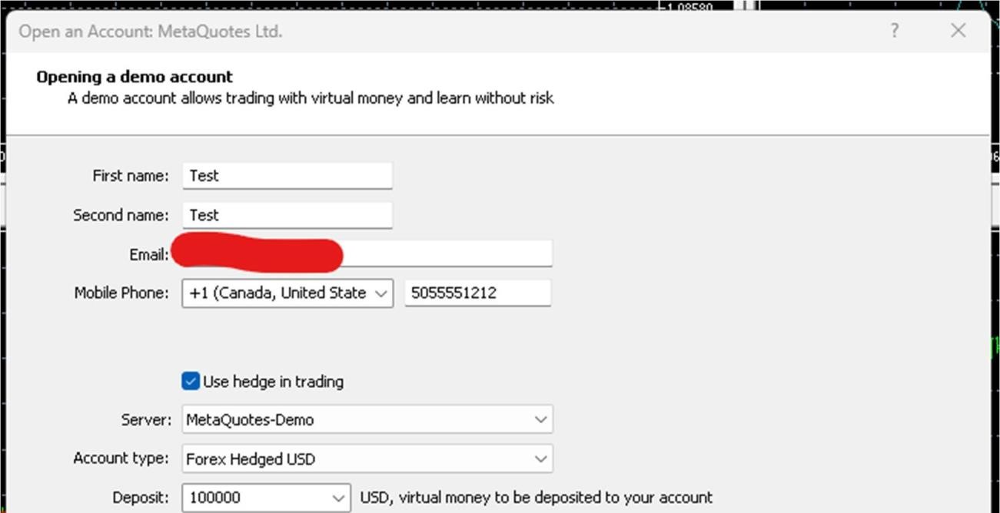 1.08580
Open an Account: MetaQuotes Ltd. ?
Opening a demo account
A demo account allows trading with virtual money and learn without risk
First name: Test
Second name: Test
Email:
Mobile Phone: +1 (Canada, United State 5055551212
Use hedge in trading
Server: MetaQuotes-Demo
Account type: Forex Hedged USD
Deposit: 100000 USD, virtual money to be deposited to your account